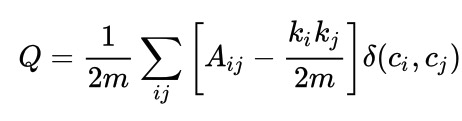 Q = \frac{1}{2m} \sum_{ij} \left[ A_{ij} - \frac{k_i k_j}{2m} \right] \delta(c_i, c_j)